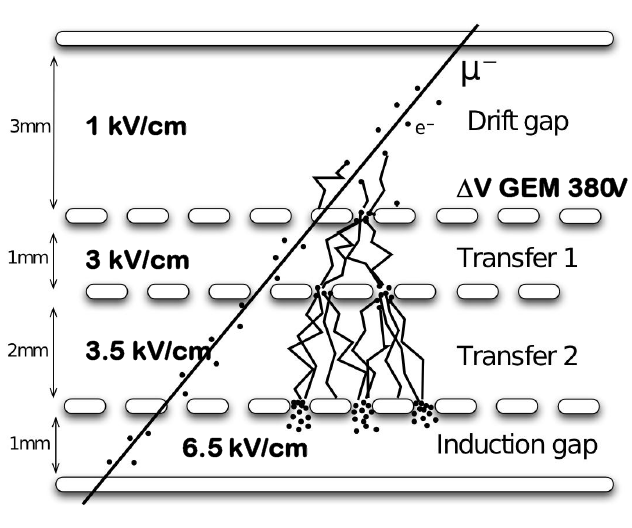 μ⁻
3mm
1 kV/cm
e⁻
Drift gap
ΔV GEM 380V
1mm
3 kV/cm
Transfer 1
2mm
3.5 kV/cm
Transfer 2
1mm
6.5 kV/cm
Induction gap